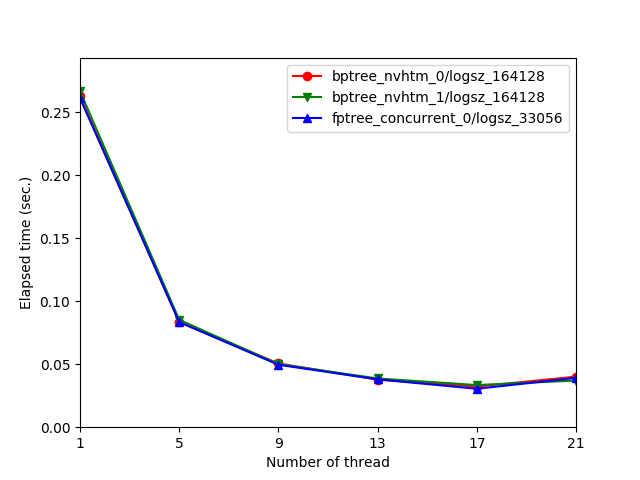 bptree_nvhtm_0/logsz_164128
bptree_nvhtm_1/logsz_164128
fptree_concurrent_0/logsz_33056
0.25
0.20
0.15
0.10
0.05
0.00
Elapsed time (sec.)
1 5 9 13 17 21
Number of thread